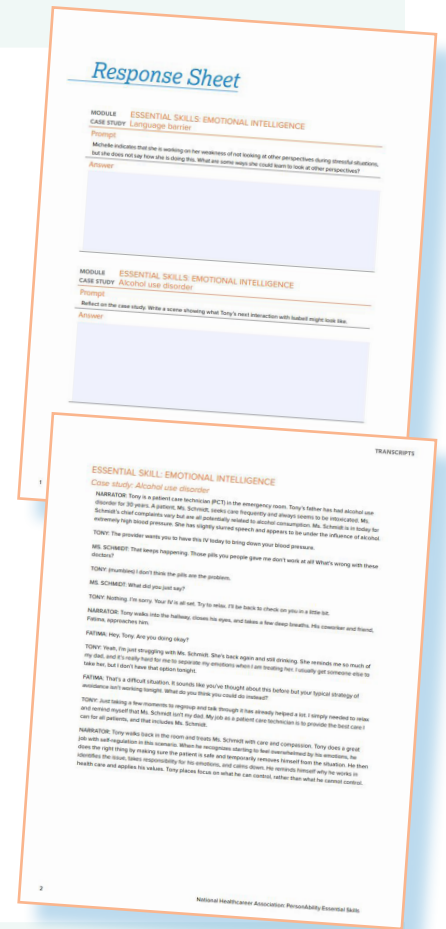 Response Sheet
MODULE ESSENTIAL SKILLS: EMOTIONAL INTELLIGENCE
CASE STUDY Language barrier
Prompt
Michelle indicates that she is working on her weakness of not looking at other perspectives during stressful situations,
but she does not say how she is doing this. What are some ways she could learn to look at other perspectives?
Answer
MODULE ESSENTIAL SKILLS: EMOTIONAL INTELLIGENCE
CASE STUDY Alcohol use disorder
Prompt
Reflect on the case study. Write a scene showing what Tony's next interaction with might look like.
Answer
1
TRANSCRIPTS
ESSENTIAL SKILL: EMOTIONAL INTELLIGENCE
Case study: Alcohol use disorder
NARRATOR: Tony is a patient care technician (PCT) in the emergency room. Tony's father has had alcohol use
disorder for 30 years. A patient, Ms. Schmidt, seeks care frequently and always seems to be intoxicated. Ms.
Schmidt's chief complaints vary but are all potentially related to alcohol consumption. Ms. Schmidt is in today for
extremely high blood pressure. She has slightly slurred speech and appears to be under the influence of alcohol.
TONY: The provider wants you to have this IV today to bring down your blood pressure.
MS. SCHMIDT: That keeps happening. Those pills you people gave me don't work at all! What's wrong with these
doctors?
TONY: (mumbles) I don't think the pills are the problem.
MS. SCHMIDT: What did you just say?
TONY: Nothing. I'm sorry. Your IV is all set. Try to relax. I'll be back to check on you in a little bit.
NARRATOR: Tony walks into the hallway, closes his eyes, and takes a few deep breaths. His coworker and friend,
Fatima, approaches him.
FATIMA: Hey, Tony. Are you doing okay?
TONY: Yeah, I'm just struggling with Ms. Schmidt. She's back again and still drinking. She reminds me so much of
my dad, and it's really hard for me to separate my emotions when I am treating her. I usually get someone else to
take her, but I don't have that option tonight.
FATIMA: That's a difficult situation. It sounds like you've thought about this before but your typical strategy of
avoidance isn't working tonight. What do you think you could do instead?
TONY: Just taking a few moments to regroup and talk through it has already helped a lot. I simply needed to relax
and remind myself that Ms. Schmidt isn't my dad. My job as a patient care technician is to provide the best care I
can for all patients, and that includes Ms. Schmidt.
NARRATOR: Tony walks back in the room and treats Ms. Schmidt with care and compassion. Tony does a great
job with self-regulation in this scenario. When he recognizes starting to feel overwhelmed by his emotions, he
does the right thing by making sure the patient is safe and temporarily removes himself from the situation. He then
identifies the issue, takes responsibility for his emotions, and calms down. He reminds himself why he works in
health care and applies his values. Tony places focus on what he can control, rather than what he cannot control.
2
National Healthcareer Association: PersonAbility Essential Skills